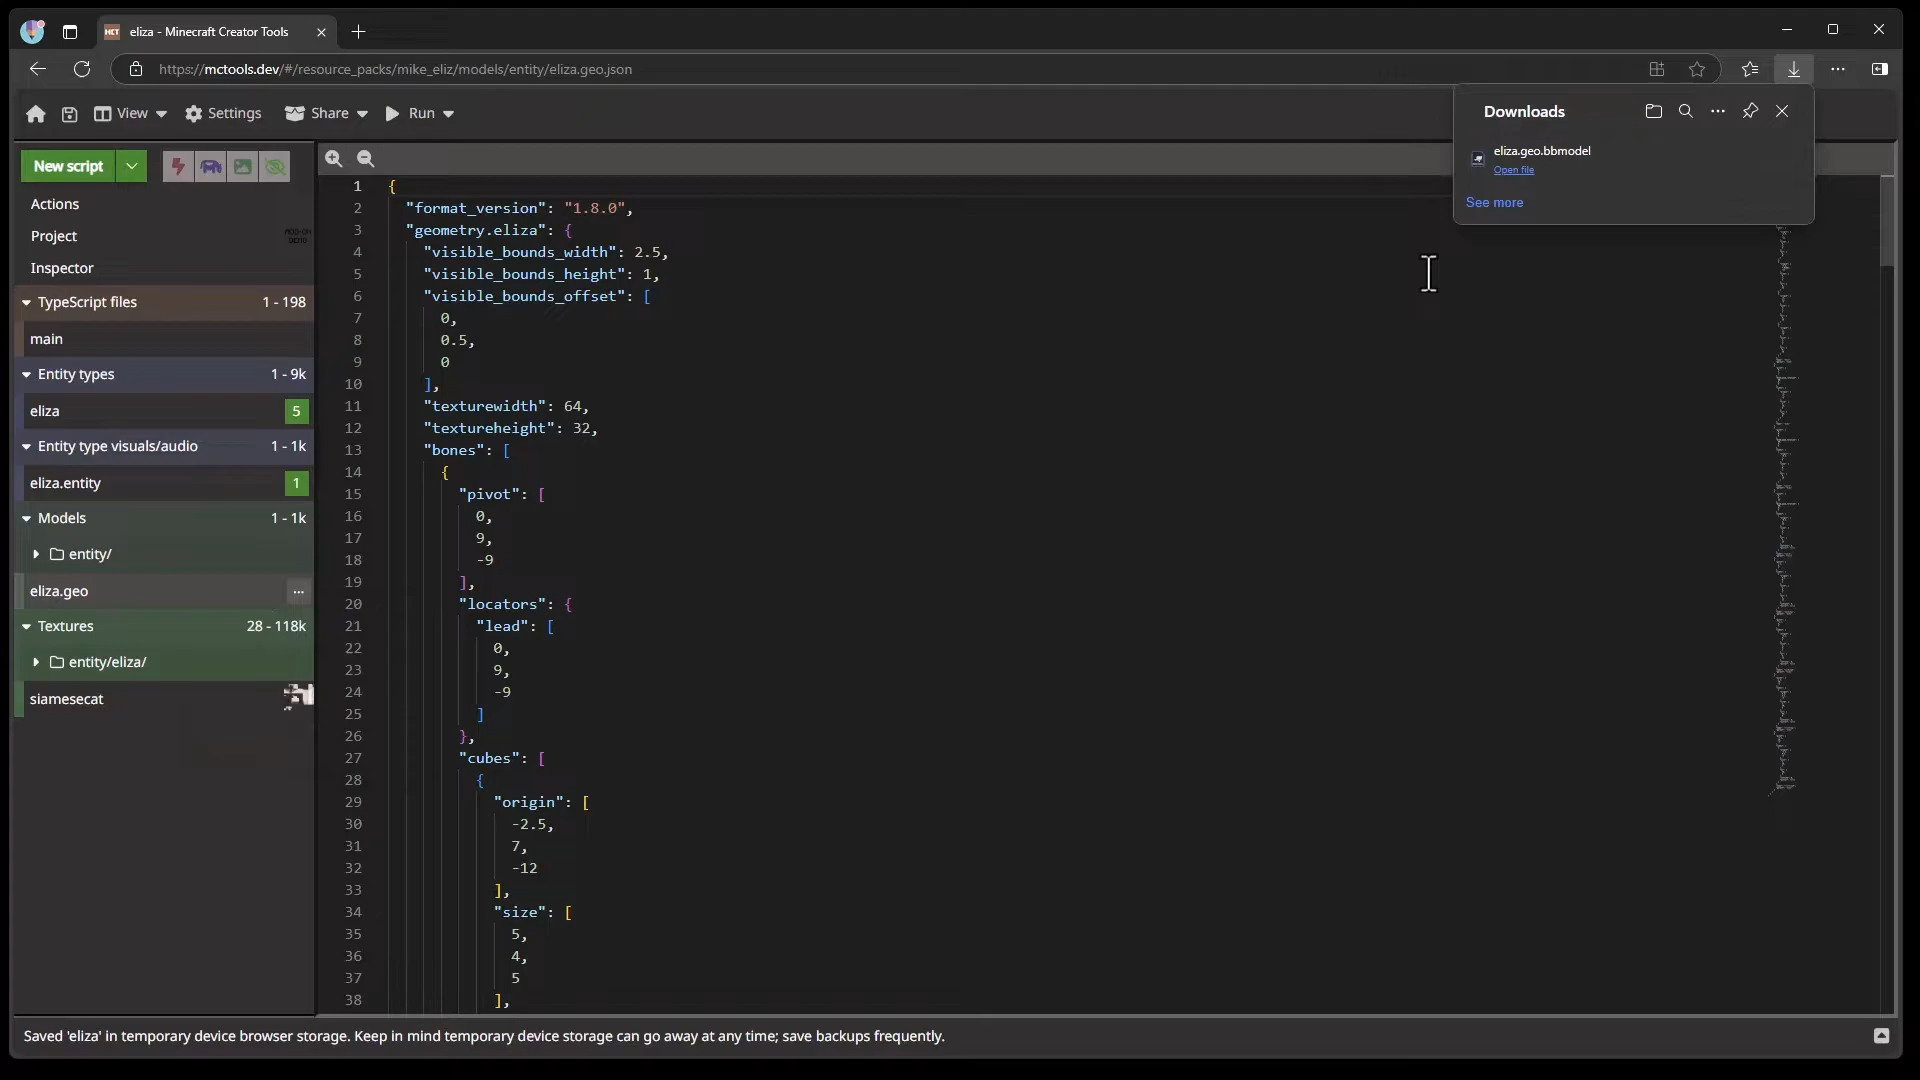 MCT eliza - Minecraft Creator Tools
https://mctools.dev/#/resource_packs/mike_eliz/models/entity/eliza.geo.json
View Settings Share Run
Downloads
eliza.geo.bbmodel
Open file
See more
New script
Actions
Project
ADD-ON DEMO
Inspector
TypeScript files 1 - 198
main
Entity types 1 - 9k
eliza 5
Entity type visuals/audio 1 - 1k
eliza.entity 1
Models 1 - 1k
entity/
eliza.geo ...
Textures 28 - 118k
entity/eliza/
siamesecat
1 {
2 "format_version": "1.8.0",
3 "geometry.eliza": {
4 "visible_bounds_width": 2.5,
5 "visible_bounds_height": 1,
6 "visible_bounds_offset": [
7 0,
8 0.5,
9 0
10 ],
11 "texturewidth": 64,
12 "textureheight": 32,
13 "bones": [
14 {
15 "pivot": [
16 0,
17 9,
18 -9
19 ],
20 "locators": {
21 "lead": [
22 0,
23 9,
24 -9
25 ]
26 },
27 "cubes": [
28 {
29 "origin": [
30 -2.5,
31 7,
32 -12
33 ],
34 "size": [
35 5,
36 4,
37 5
38 ],
Saved 'eliza' in temporary device browser storage. Keep in mind temporary device storage can go away at any time; save backups frequently.